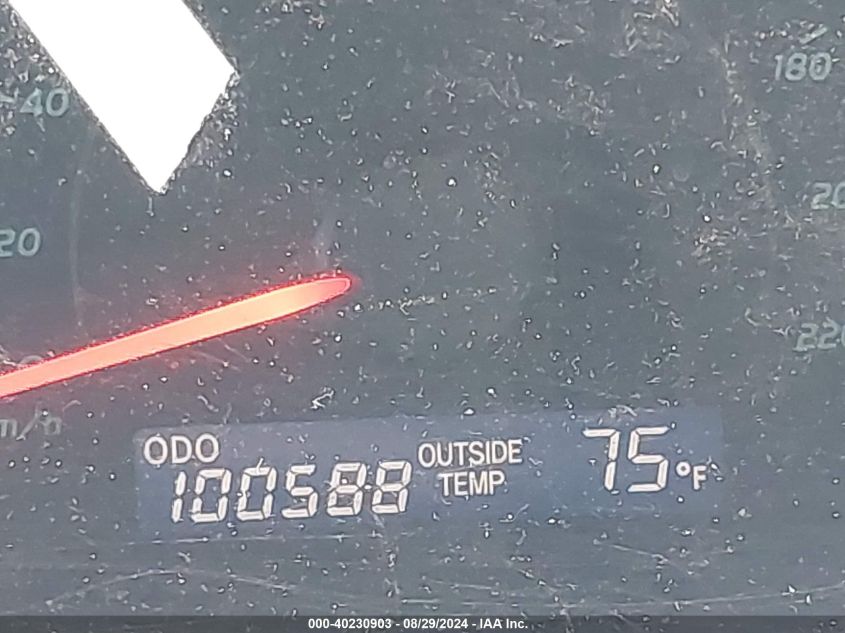 40
180
20
20
220
m/h
ODO
100588
OUTSIDE
TEMP
75°F
000-40230903 - 08/29/2024 - IAA Inc.